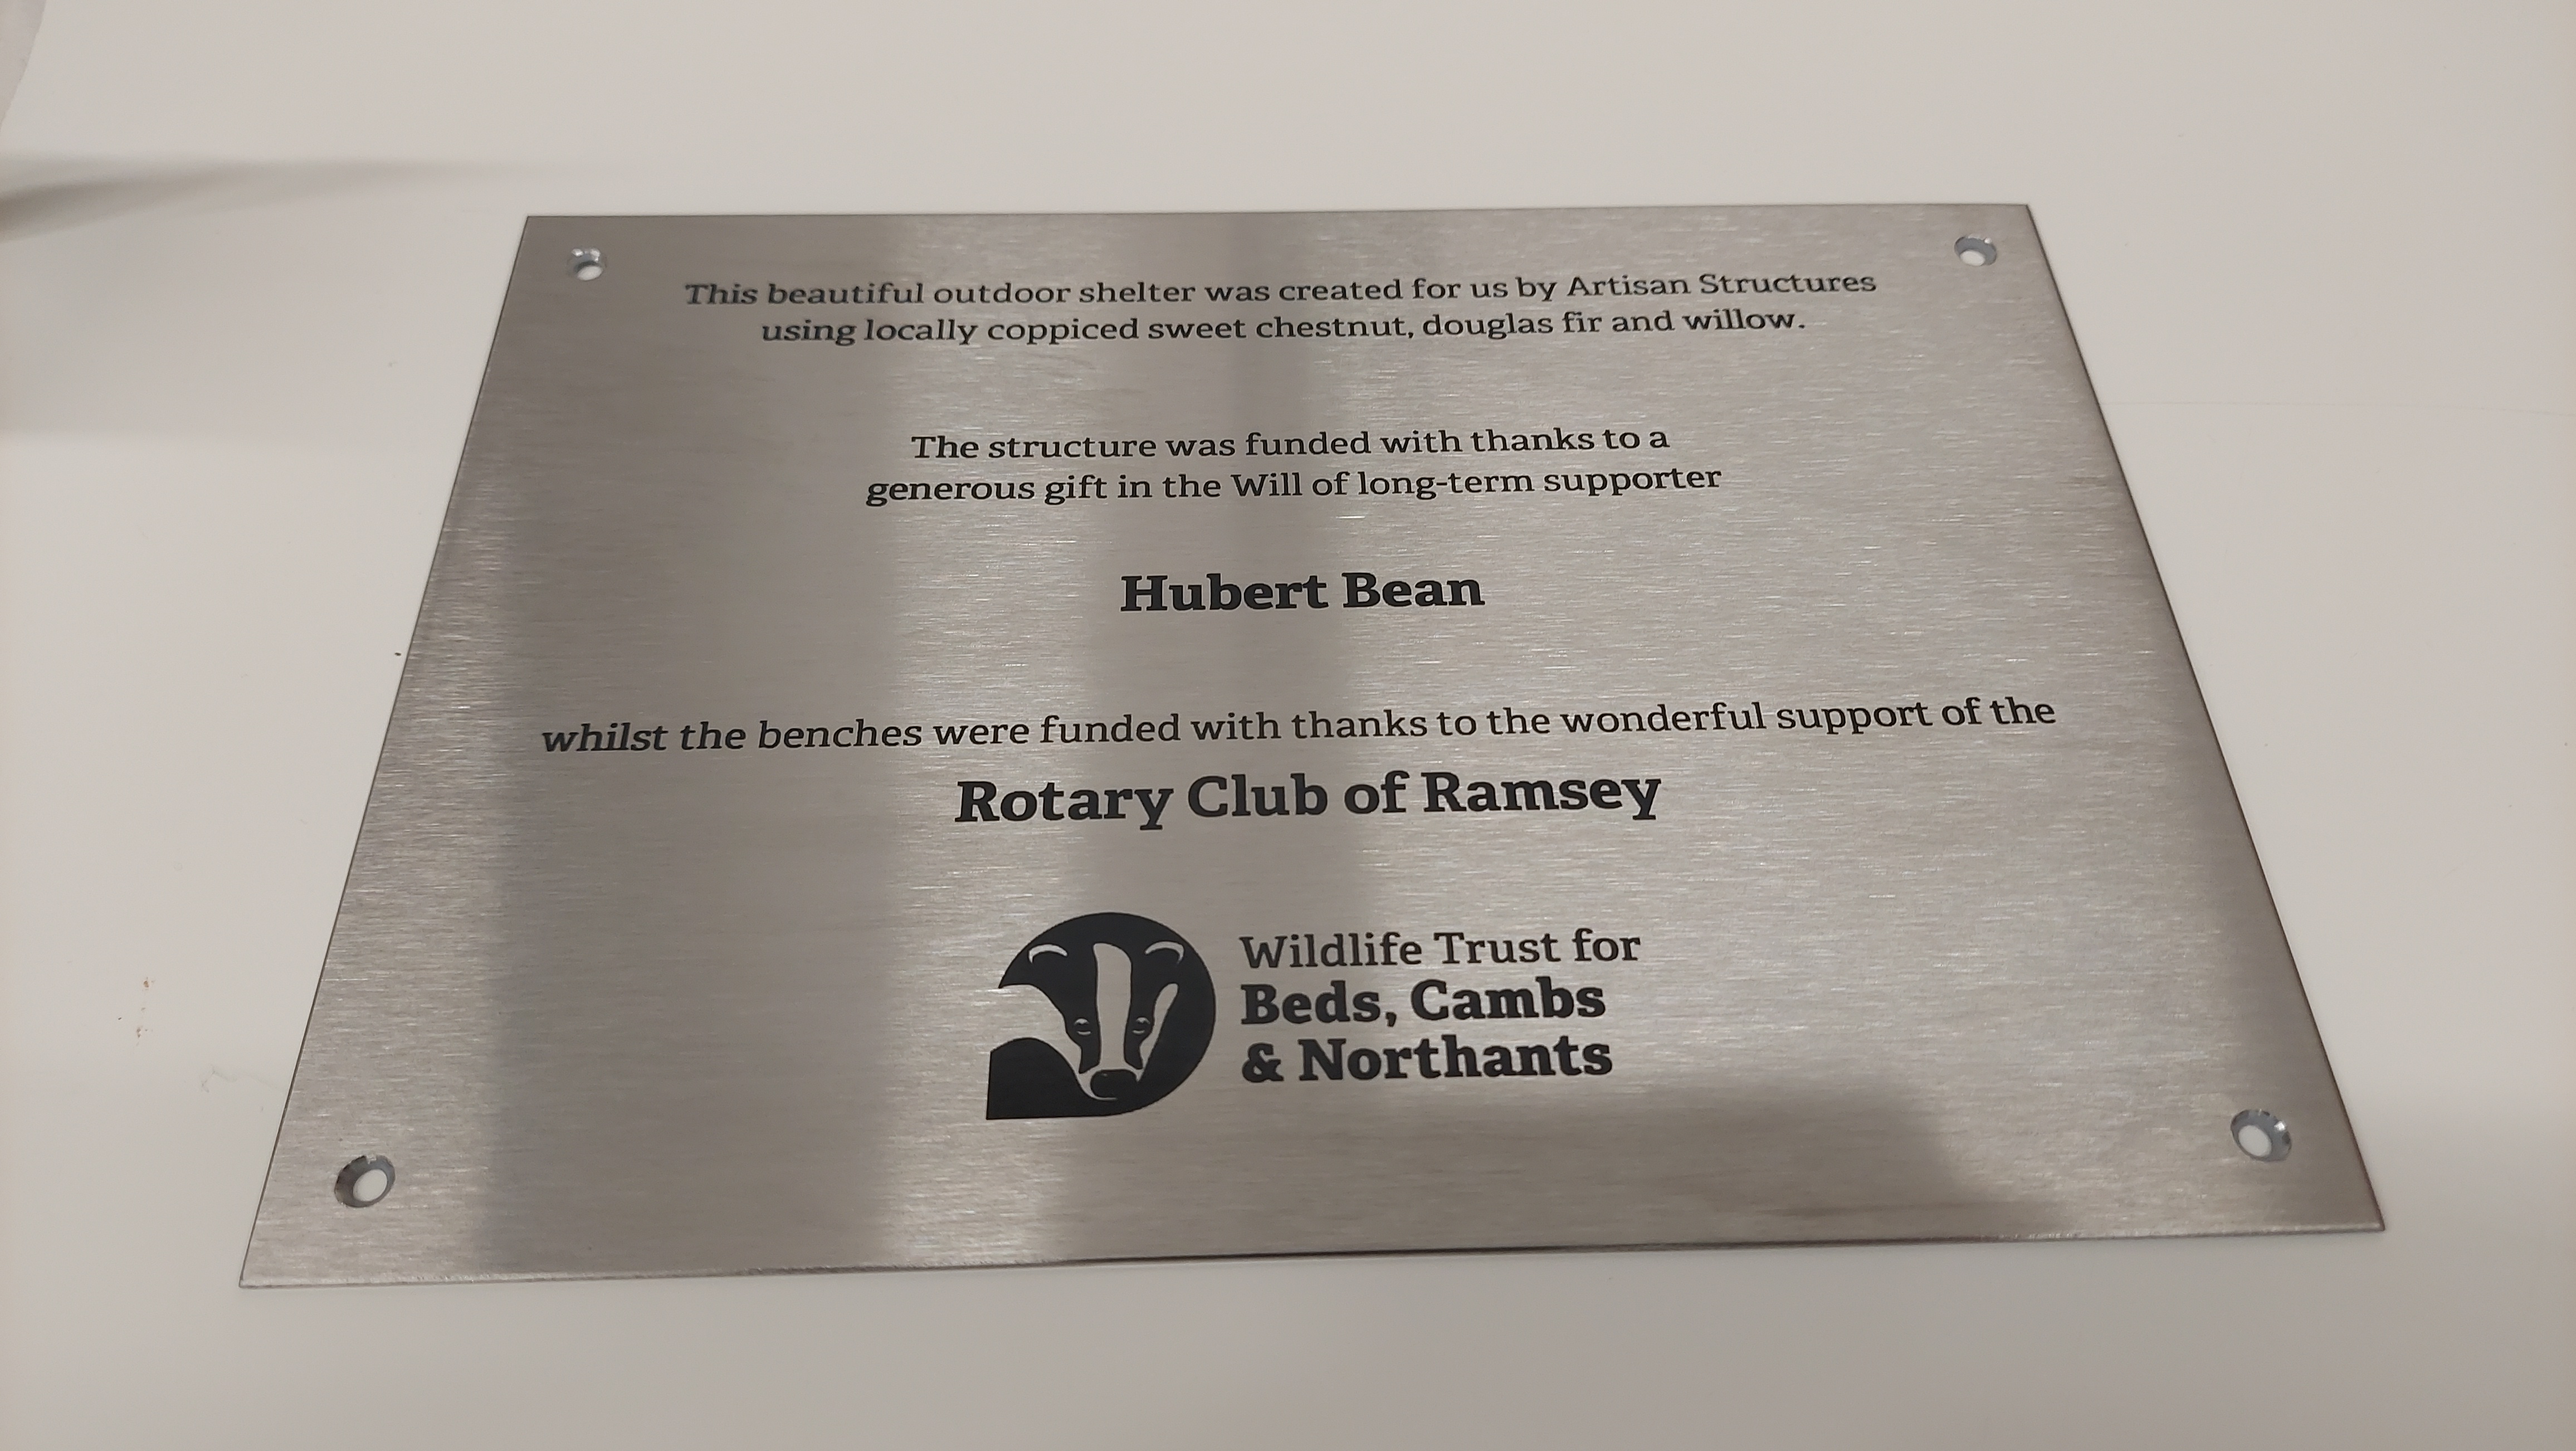 This beautiful outdoor shelter was created for us by Artisan Structures
using locally coppiced sweet chestnut, douglas fir and willow.
The structure was funded with thanks to a
generous gift in the Will of long-term supporter
Hubert Bean
whilst the benches were funded with thanks to the wonderful support of the
Rotary Club of Ramsey
Wildlife Trust for
Beds, Cambs
& Northants